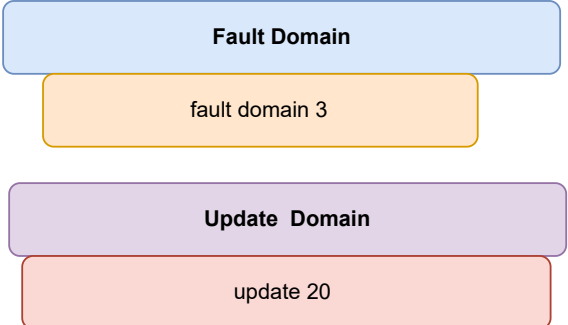 Fault Domain
fault domain 3
Update Domain
update 20